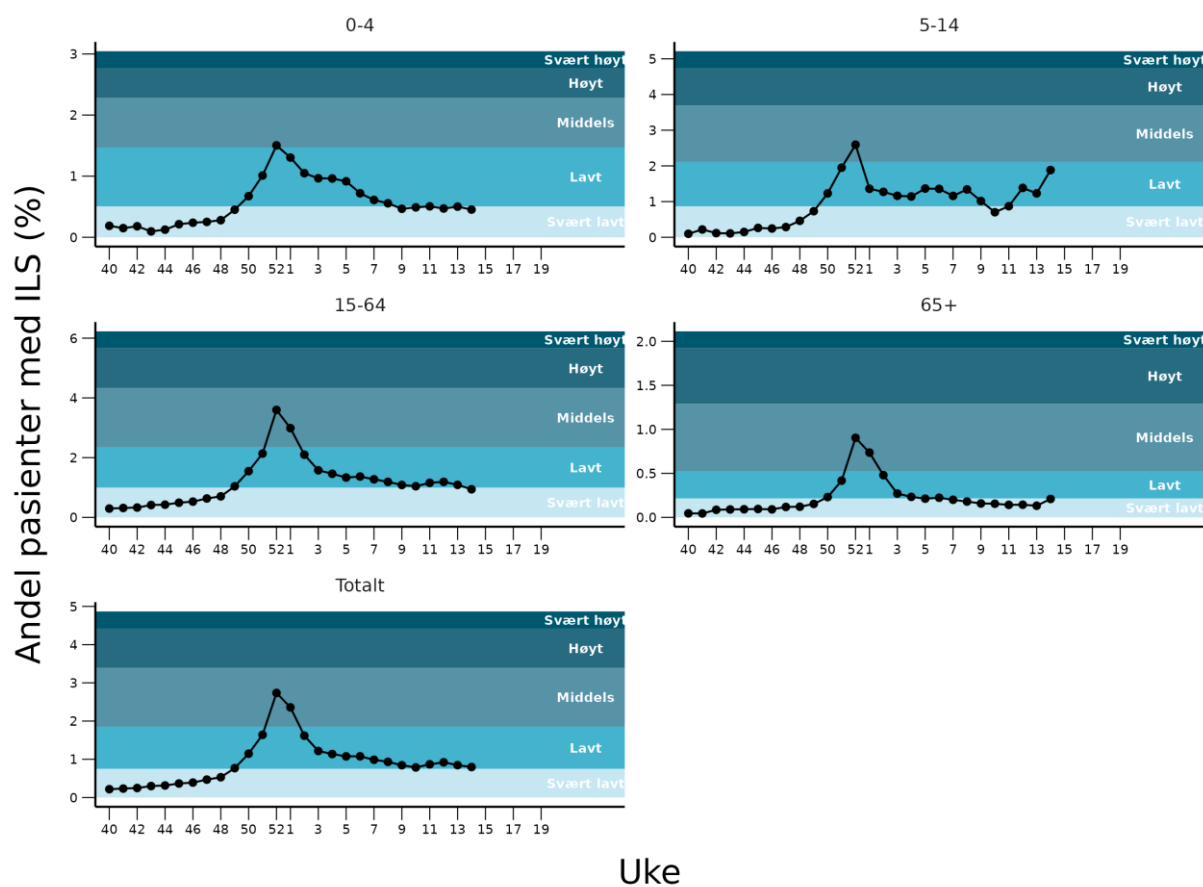 Andel pasienter med ILS (%)
0-4
3
2
1
0
Svært høyt
Høyt
Middels
Lavt
Svært lavt
40 42 44 46 48 50 52 1 3 5 7 9 11 13 15 17 19
5-14
5
4
3
2
1
0
Svært høyt
Høyt
Middels
Lavt
Svært lavt
40 42 44 46 48 50 52 1 3 5 7 9 11 13 15 17 19
15-64
6
4
2
0
Svært høyt
Høyt
Middels
Lavt
Svært lavt
40 42 44 46 48 50 52 1 3 5 7 9 11 13 15 17 19
65+
2.0
1.5
1.0
0.5
0.0
Svært høyt
Høyt
Middels
Lavt
Svært lavt
40 42 44 46 48 50 52 1 3 5 7 9 11 13 15 17 19
Totalt
5
4
3
2
1
0
Svært høyt
Høyt
Middels
Lavt
Svært lavt
40 42 44 46 48 50 52 1 3 5 7 9 11 13 15 17 19
Uke